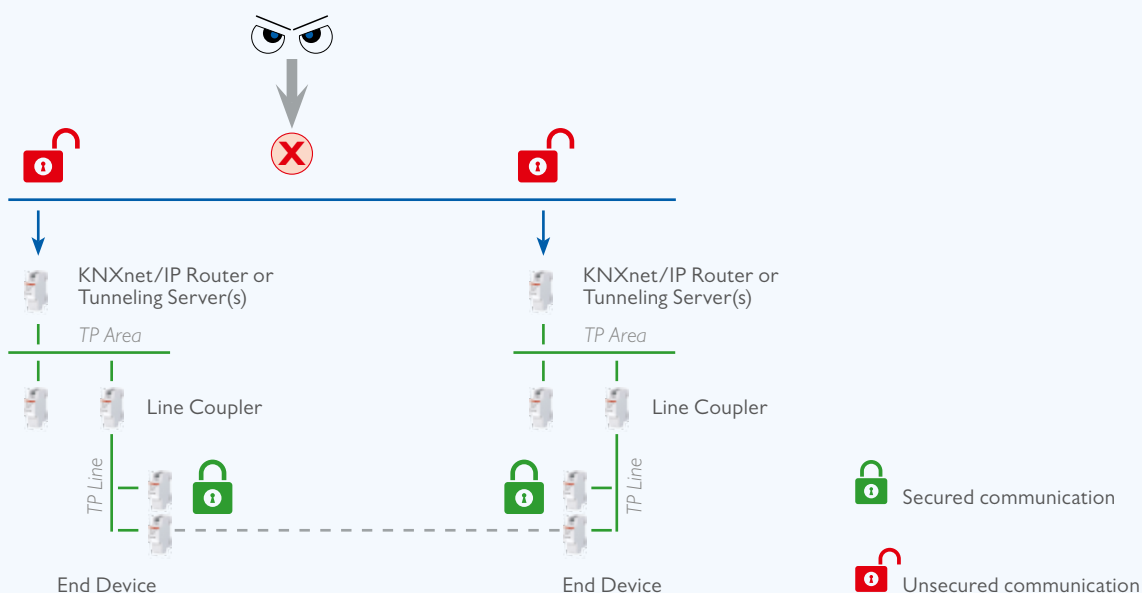 X
KNXnet/IP Router or
Tunneling Server(s)
TP Area
Line Coupler
TP Line
End Device
KNXnet/IP Router or
Tunneling Server(s)
TP Area
Line Coupler
TP Line
End Device
Secured communication
Unsecured communication